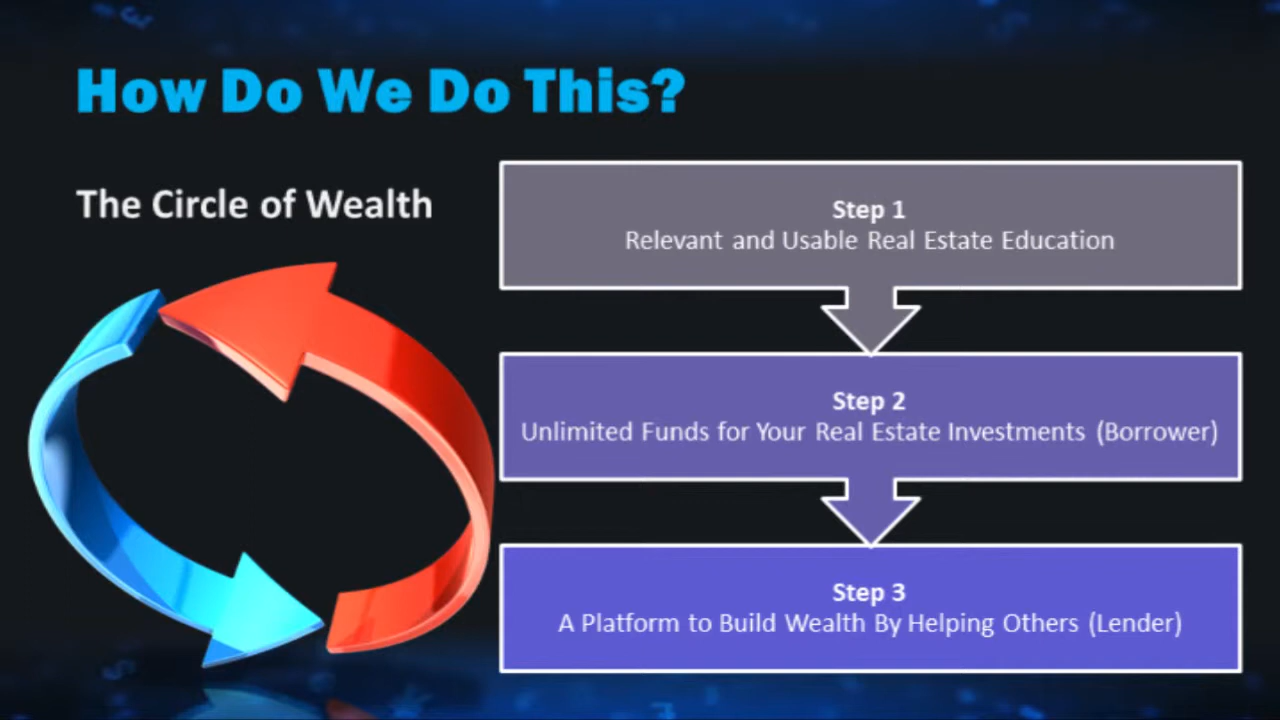 How Do We Do This?
The Circle of Wealth
Step 1
Relevant and Usable Real Estate Education
Step 2
Unlimited Funds for Your Real Estate Investments (Borrower)
Step 3
A Platform to Build Wealth By Helping Others (Lender)